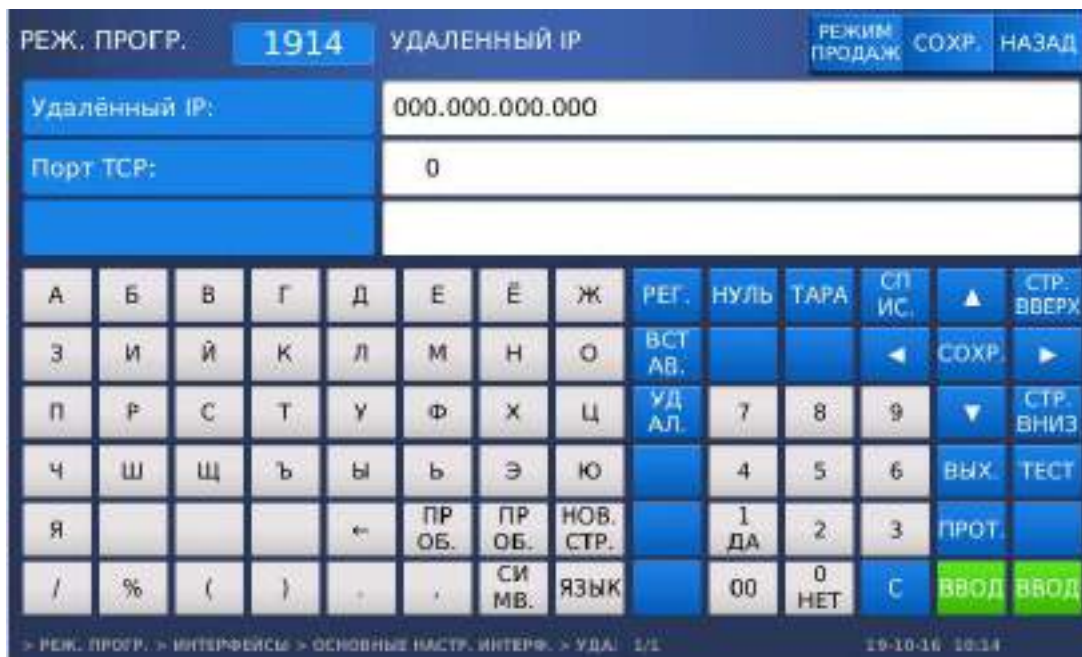 РЕЖ. ПРОГР. 1914 УДАЛЕННЫЙ IP РЕЖИМ ПРОДАЖ СОХР. НАЗАД
Удалённый IP: 000.000.000.000
Порт TCP: 0
А Б В Г Д Е Ё Ж РЕГ. НУЛЬ ТАРА СП ИС. ▲ СТР. ВВЕРХ
З И Й К Л М Н О ВСТ АВ. ◄ СОХР. ►
П Р С Т У Ф Х Ц УД АЛ. 7 8 9 ▼ СТР. ВНИЗ
Ч Ш Щ Ъ Ы Ь Э Ю 4 5 6 ВЫХ. ТЕСТ
Я ← ПР ОБ. ПР ОБ. НОВ. СТР. 1 ДА 2 3 ПРОТ.
/ % ( ) . , СИ МВ. ЯЗЫК 00 0 НЕТ С ВВОД ВВОД
> РЕЖ. ПРОГР. > ИНТЕРФЕЙСЫ > ОСНОВНЫЕ НАСТР. ИНТЕРФ. > УДА 1/1 19-10-16 10:14